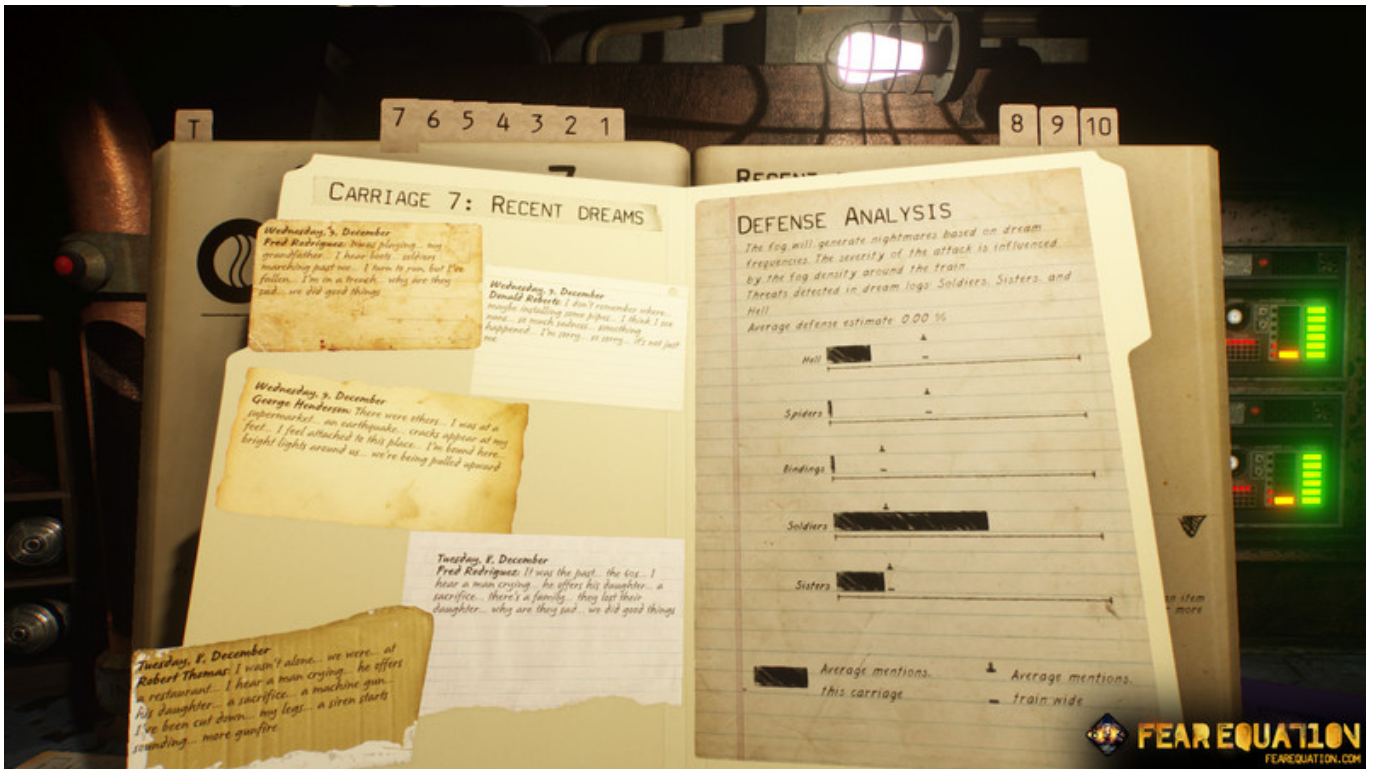 T
7 6 5 4 3 2 1
8 9 10
7
RECENT
CARRIAGE 7: RECENT DREAMS
Wednesday, 9. December
Fred Rodriguez: I was playing... my
grandfather... I hear boots... soldiers
marching past me... I turn to run, but I've
fallen... I'm in a trench... why are they
sad... we did good things
Wednesday, 9. December
Donald Roberts: I don't remember where...
maybe installing some pipes... I think I see
nuns... so much sadness... something
happened... I'm sorry... so sorry... it's not just
me
Wednesday, 9. December
George Henderson: There were others... I was at a
supermarket... an earthquake... cracks appear at my
feet... I feel attached to this place... I'm bound here...
bright lights around us... we're being pulled upward
Tuesday, 8. December
Fred Rodriguez: It was the past... the 60s... I
hear a man crying... he offers his daughter... a
sacrifice... there's a family... they lost their
daughter... why are they sad... we did good things
Tuesday, 8. December
Robert Thomas: I wasn't alone... we were... at
a restaurant... I hear a man crying... he offers
his daughter... a sacrifice... a machine gun...
I've been cut down... my legs... a siren starts
sounding... more gunfire
DEFENSE ANALYSIS
The fog will generate nightmares based on dream
frequencies. The severity of the attack is influenced
by the fog density around the train.
Threats detected in dream logs: Soldiers, Sisters, and
Hell
Average defense estimate: 0.00 %
Hell
Spiders
Bindings
Soldiers
Sisters
Average mentions,
this carriage
Average mentions,
train wide
an item
more
FEAR EQUATION
FEAREQUATION.COM